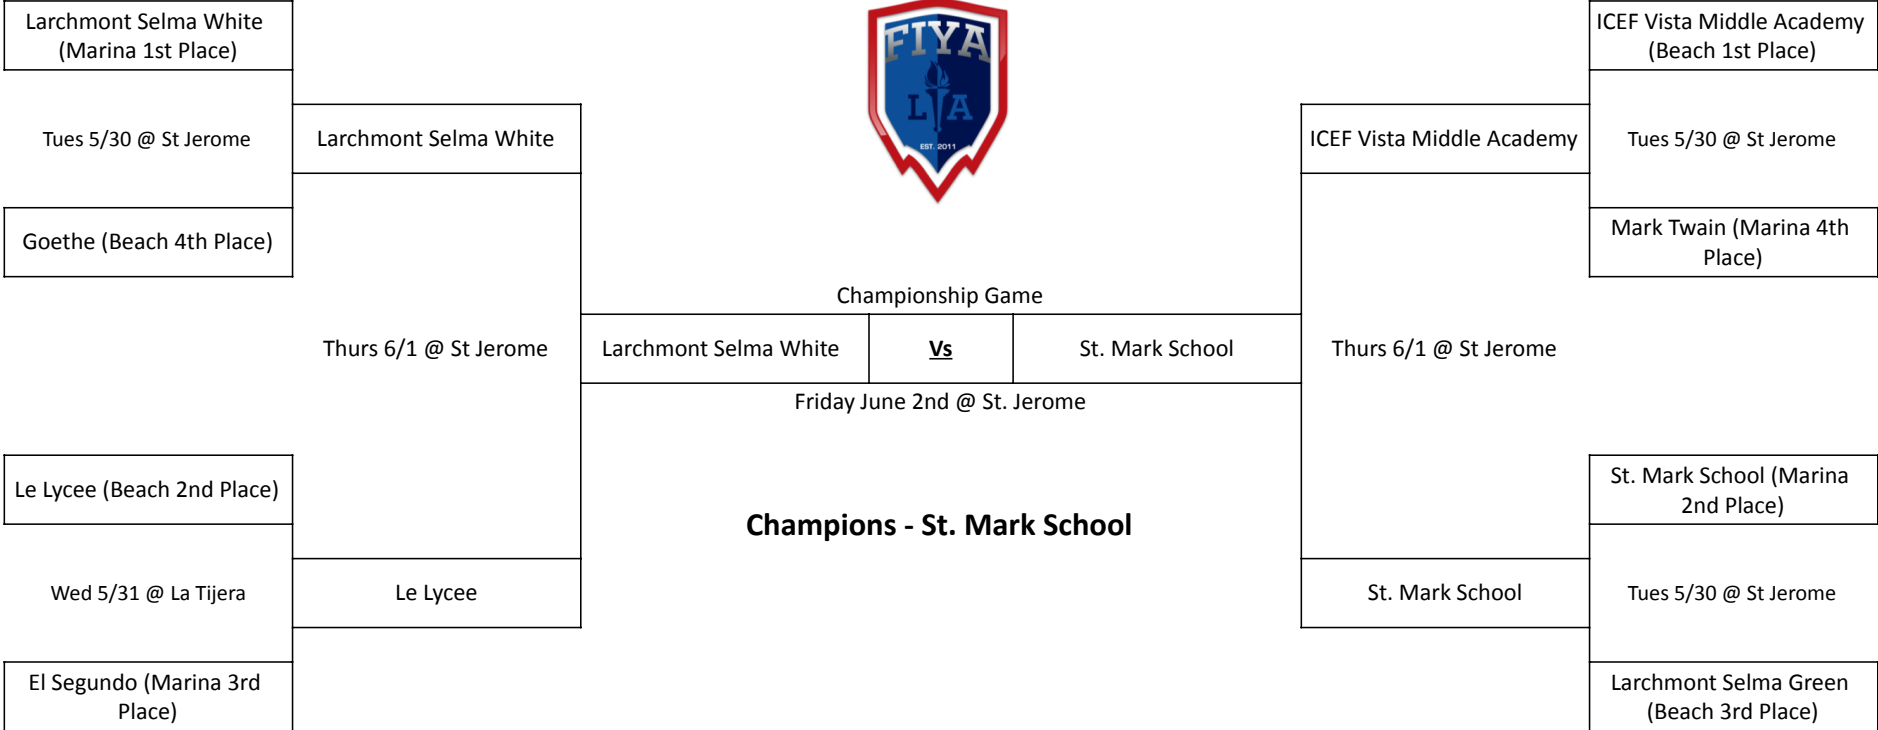 Larchmont Selma White
(Marina 1st Place)
Tues 5/30 @ St Jerome
Goethe (Beach 4th Place)
Larchmont Selma White
Thurs 6/1 @ St Jerome
Le Lycee (Beach 2nd Place)
Wed 5/31 @ La Tijera
El Segundo (Marina 3rd
Place)
Le Lycee
FIYA
LA
EST. 2011
Championship Game
Larchmont Selma White
Vs
St. Mark School
Friday June 2nd @ St. Jerome
Champions - St. Mark School
ICEF Vista Middle Academy
Thurs 6/1 @ St Jerome
St. Mark School
ICEF Vista Middle Academy
(Beach 1st Place)
Tues 5/30 @ St Jerome
Mark Twain (Marina 4th
Place)
St. Mark School (Marina
2nd Place)
Tues 5/30 @ St Jerome
Larchmont Selma Green
(Beach 3rd Place)